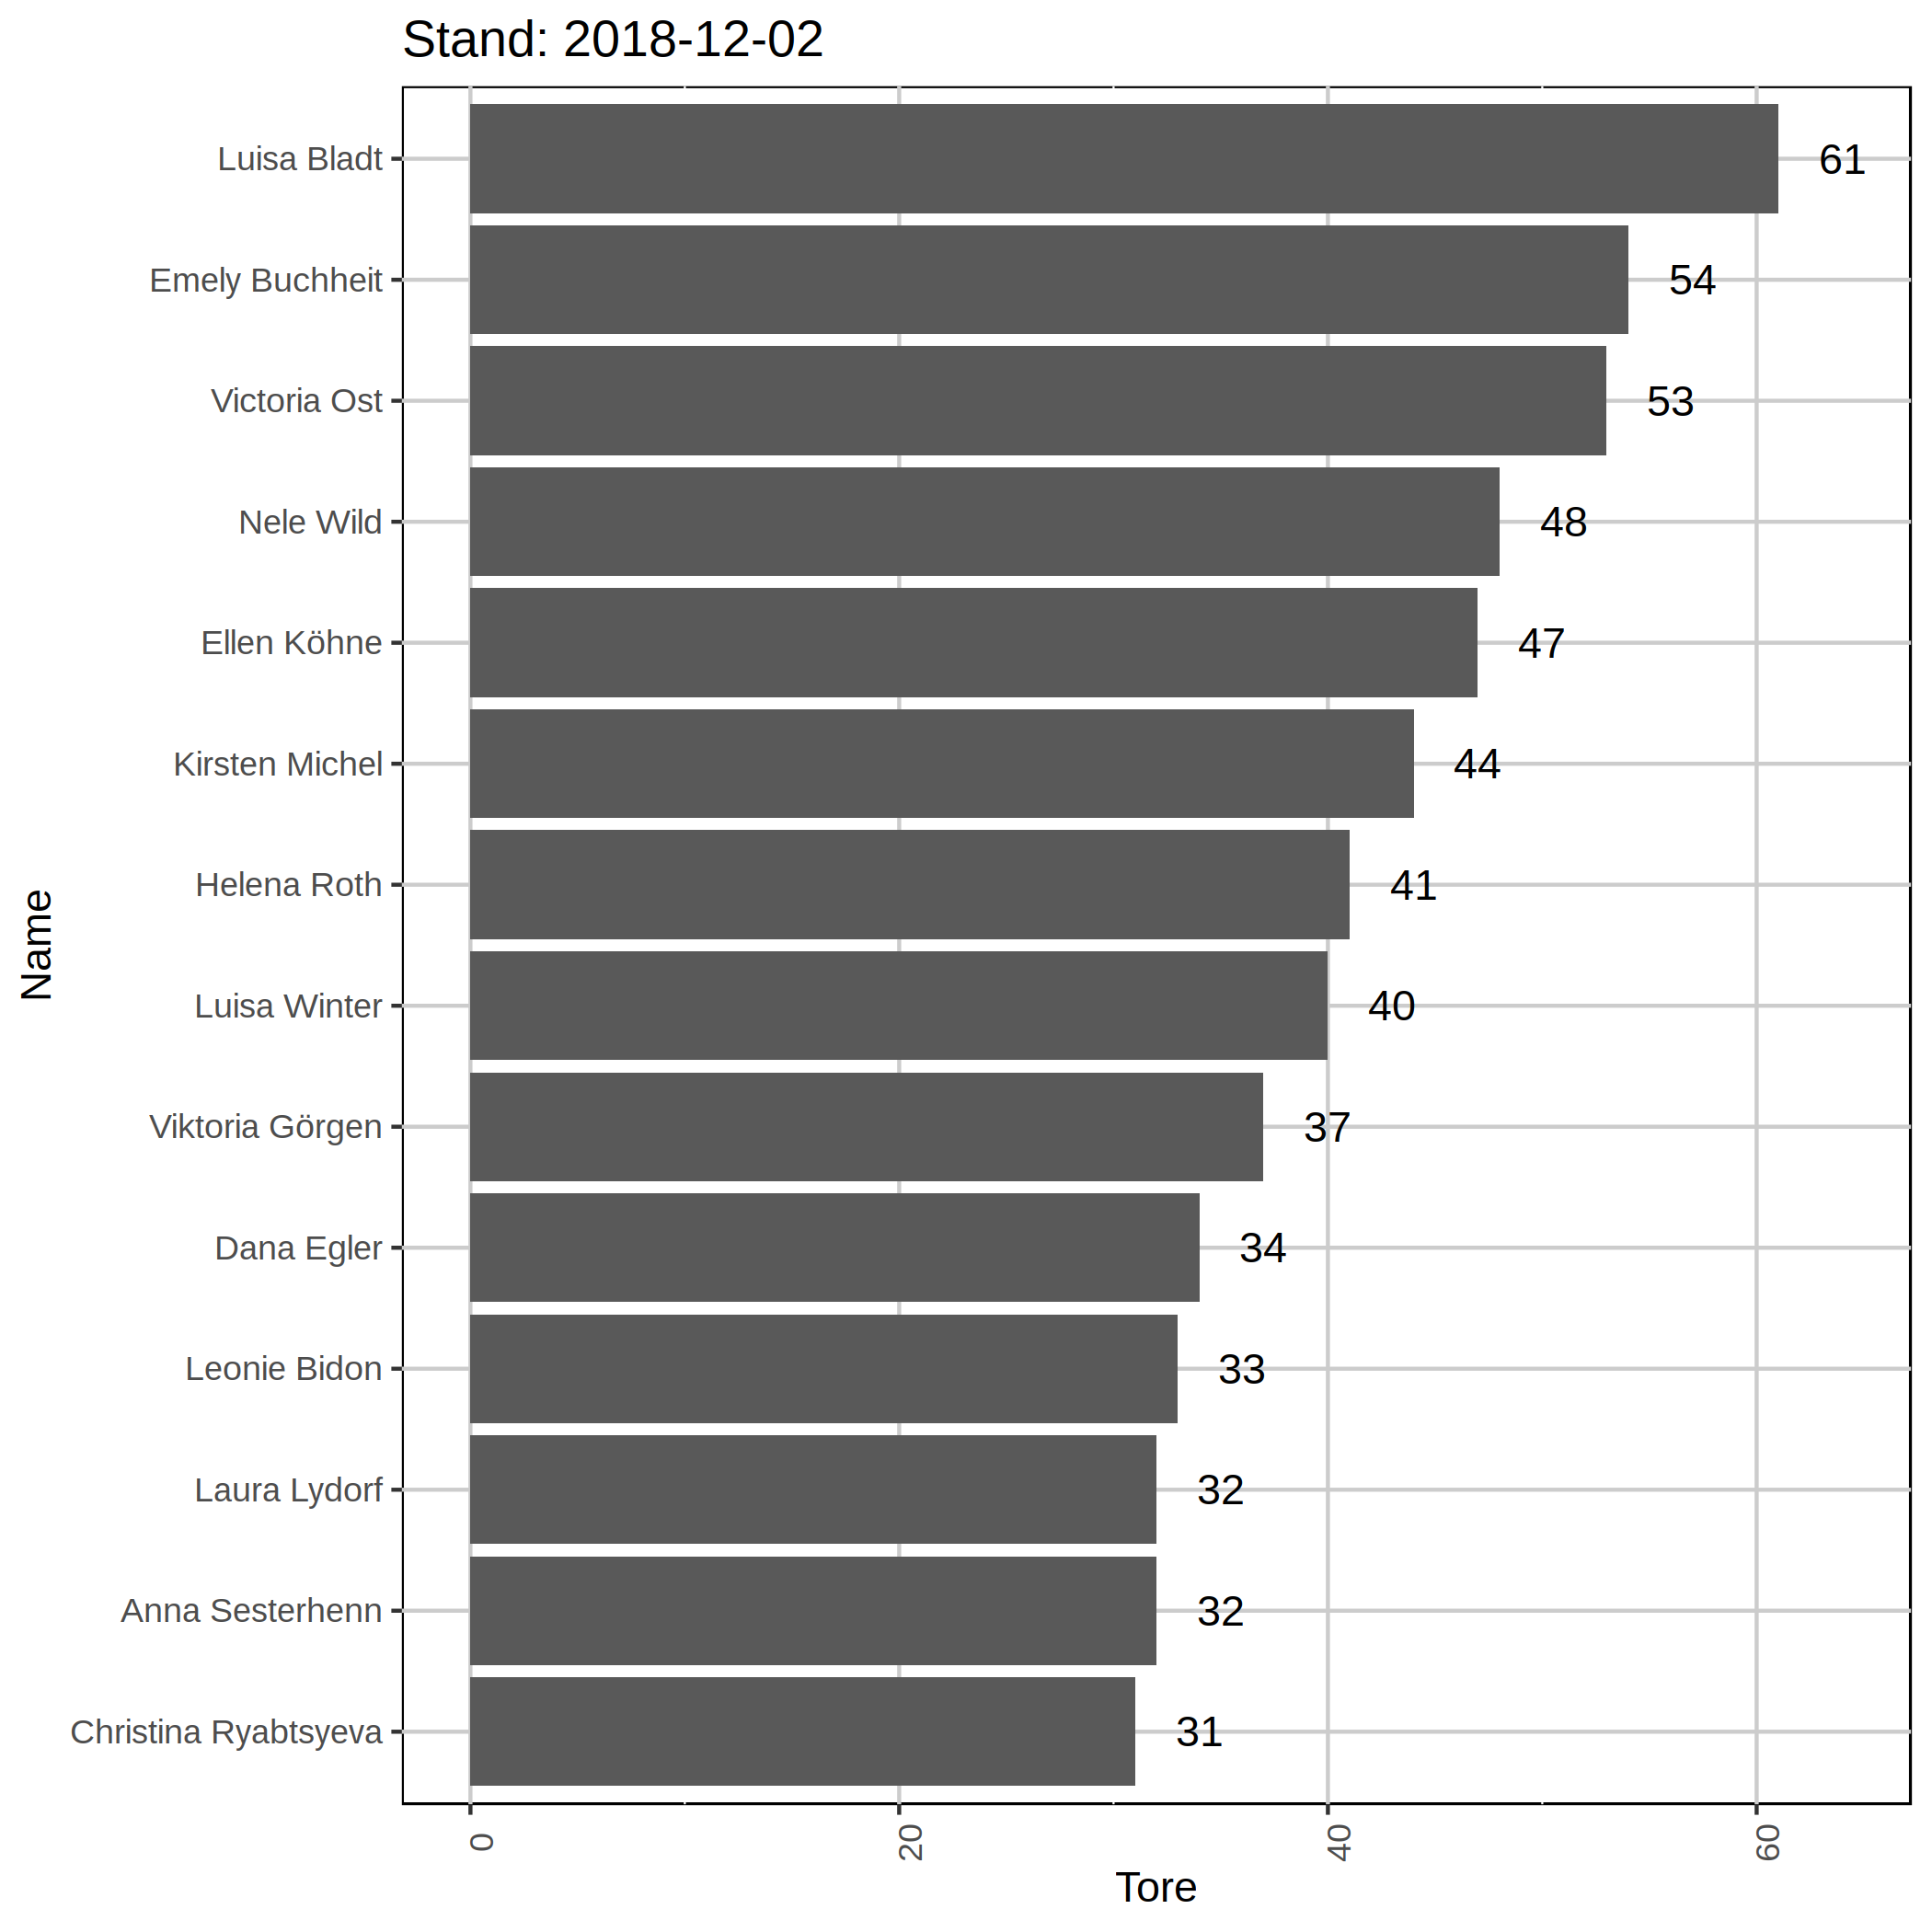 Stand: 2018-12-02
Luisa Bladt 61
Emely Buchheit 54
Victoria Ost 53
Nele Wild 48
Ellen Köhne 47
Kirsten Michel 44
Helena Roth 41
Name
Luisa Winter 40
Viktoria Görgen 37
Dana Egler 34
Leonie Bidon 33
Laura Lydorf 32
Anna Sesterhenn 32
Christina Ryabtsyeva 31
0 20 40 60
Tore